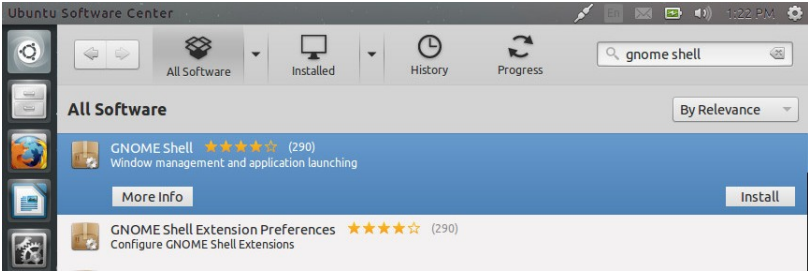 Ubuntu Software Center En 1:22 PM
All Software Installed History Progress gnome shell
All Software By Relevance
GNOME Shell (290)
Window management and application launching
More Info Install
GNOME Shell Extension Preferences (290)
Configure GNOME Shell Extensions